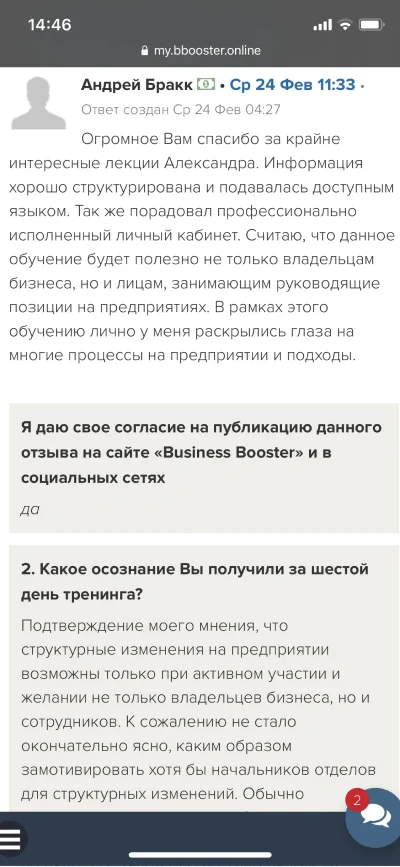 14:46
my.bbooster.online
Андрей Бракк • Ср 24 Фев 11:33 ·
Ответ создан Ср 24 Фев 04:27
Огромное Вам спасибо за крайне
интересные лекции Александра. Информация
хорошо структурирована и подавалась доступным
языком. Так же порадовал профессионально
исполненный личный кабинет. Считаю, что данное
обучение будет полезно не только владельцам
бизнеса, но и лицам, занимающим руководящие
позиции на предприятиях. В рамках этого
обучению лично у меня раскрылись глаза на
многие процессы на предприятии и подходы.
Я даю свое согласие на публикацию данного
отзыва на сайте «Business Booster» и в
социальных сетях
да
2. Какое осознание Вы получили за шестой
день тренинга?
Подтверждение моего мнения, что
структурные изменения на предприятии
возможны только при активном участии и
желании не только владельцев бизнеса, но и
сотрудников. К сожалению не стало
окончательно ясно, каким образом
замотивировать хотя бы начальников отделов
для структурных изменений. Обычно
2